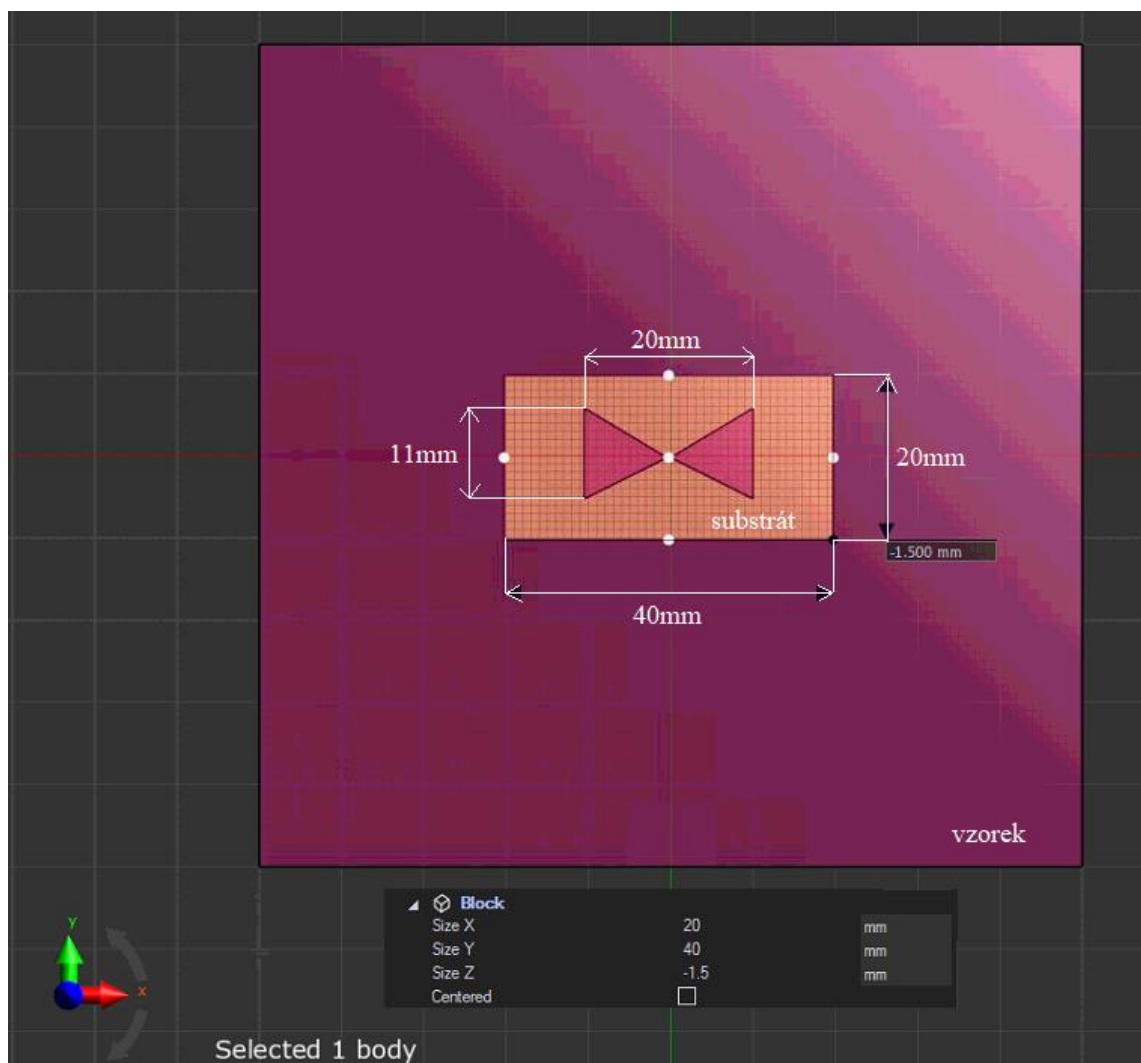 20mm
11mm
20mm
substrát
-1.500 mm
40mm
vzorek
Block
Size X 20 mm
Size Y 40 mm
Size Z -1.5 mm
Centered
y
x
Selected 1 body